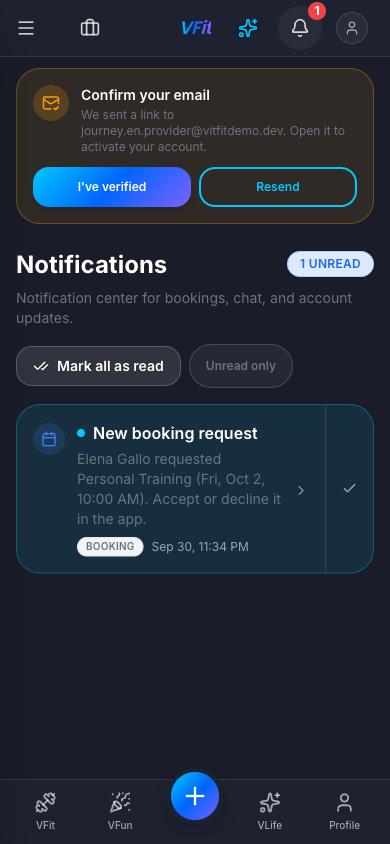 VFit
1
Confirm your email
We sent a link to
journey.en.provider@vitfitdemo.dev. Open it to
activate your account.
I've verified
Resend
Notifications
1 UNREAD
Notification center for bookings, chat, and account
updates.
Mark all as read
Unread only
New booking request
Elena Gallo requested
Personal Training (Fri, Oct 2,
10:00 AM). Accept or decline it
in the app.
BOOKING
Sep 30, 11:34 PM
VFit
VFun
VLife
Profile